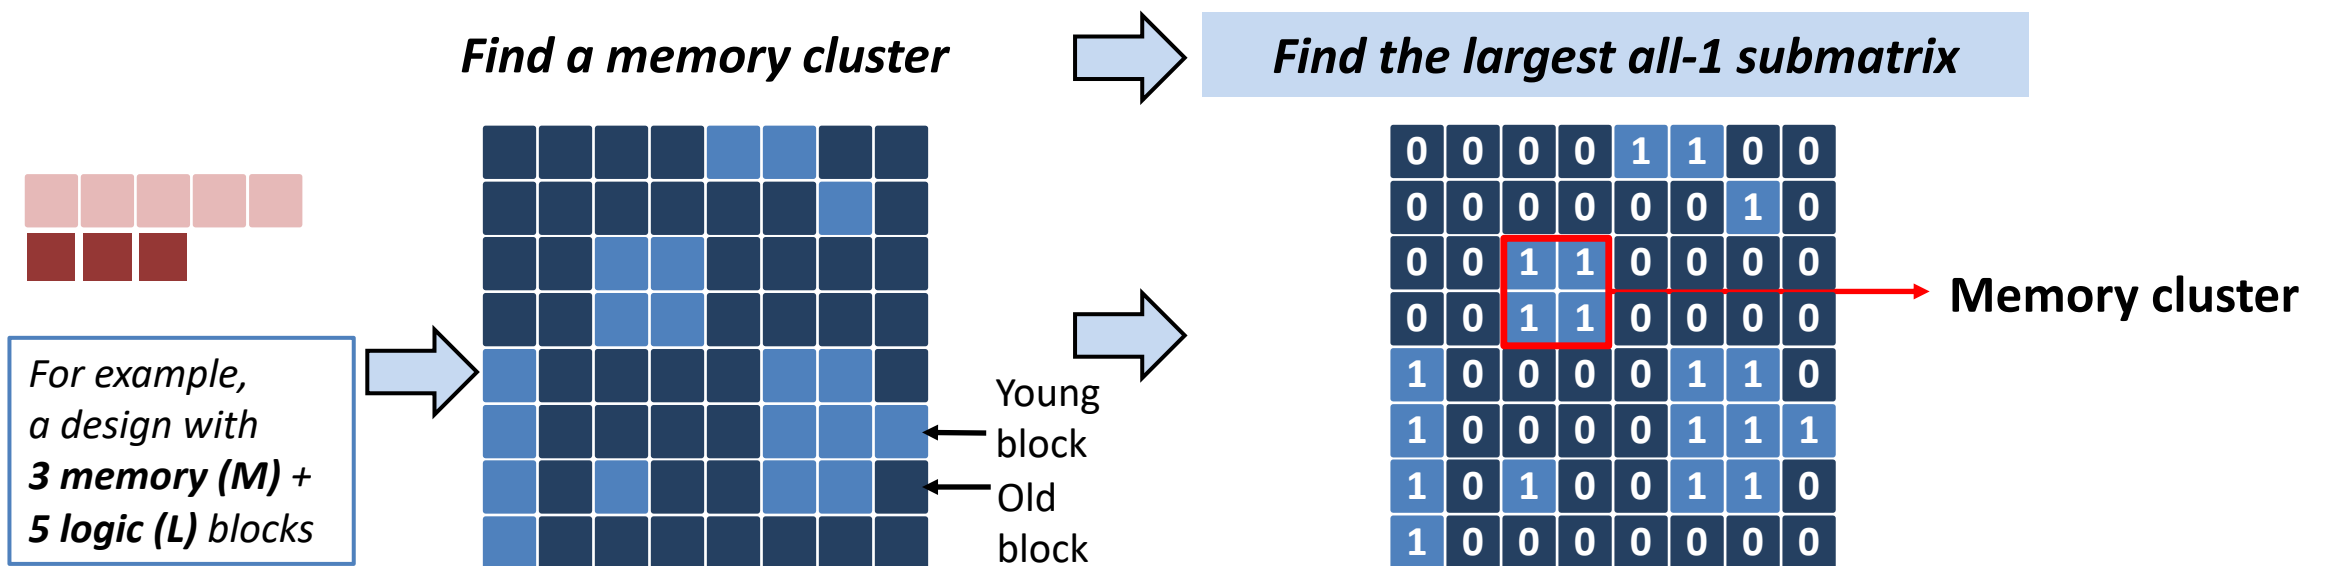 Find a memory cluster
Find the largest all-1 submatrix
For example,
a design with
3 memory (M) +
5 logic (L) blocks
Young
block
Old
block
0 0 0 0 1 1 0 0
0 0 0 0 0 0 1 0
0 0 1 1 0 0 0 0
0 0 1 1 0 0 0 0
1 0 0 0 0 1 1 0
1 0 0 0 0 1 1 1
1 0 1 0 0 1 1 0
1 0 0 0 0 0 0 0
Memory cluster